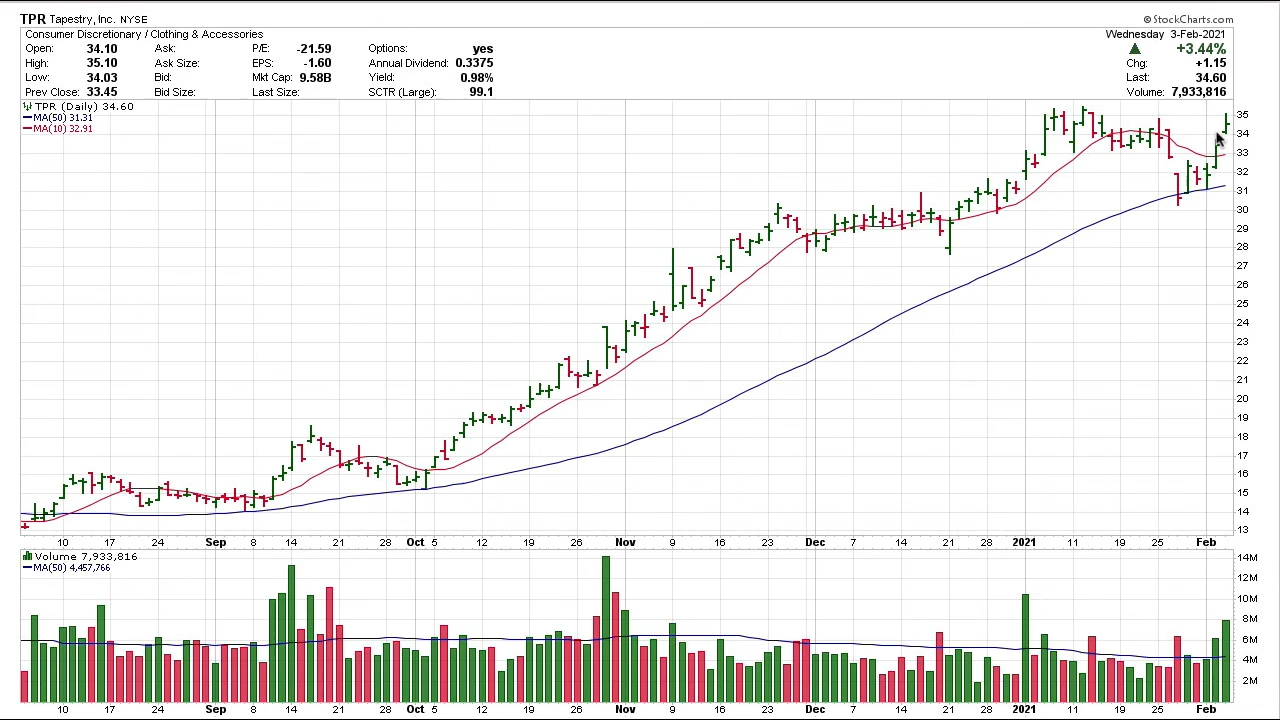 TPR Tapestry, Inc. NYSE © StockCharts.com
Consumer Discretionary / Clothing & Accessories Wednesday 3-Feb-2021
Open: 34.10 Ask: P/E: -21.59 Options: yes +3.44%
High: 35.10 Ask Size: EPS: -1.60 Annual Dividend: 0.3375 Chg: +1.15
Low: 34.03 Bid: Mkt Cap: 9.58B Yield: 0.98% Last: 34.60
Prev Close: 33.45 Bid Size: Last Size: SCTR (Large): 99.1 Volume: 7,933,816
TPR (Daily) 34.60
MA(50) 31.31
MA(10) 32.91
35
34
33
32
31
30
29
28
27
26
25
24
23
22
21
20
19
18
17
16
15
14
13
10 17 24 Sep 8 14 21 28 Oct 5 12 19 26 Nov 9 16 23 Dec 7 14 21 28 2021 11 19 25 Feb
Volume 7,933,816
MA(50) 4,457,766
14M
12M
10M
8M
6M
4M
2M
10 17 24 Sep 8 14 21 28 Oct 5 12 19 26 Nov 9 16 23 Dec 7 14 21 28 2021 11 19 25 Feb